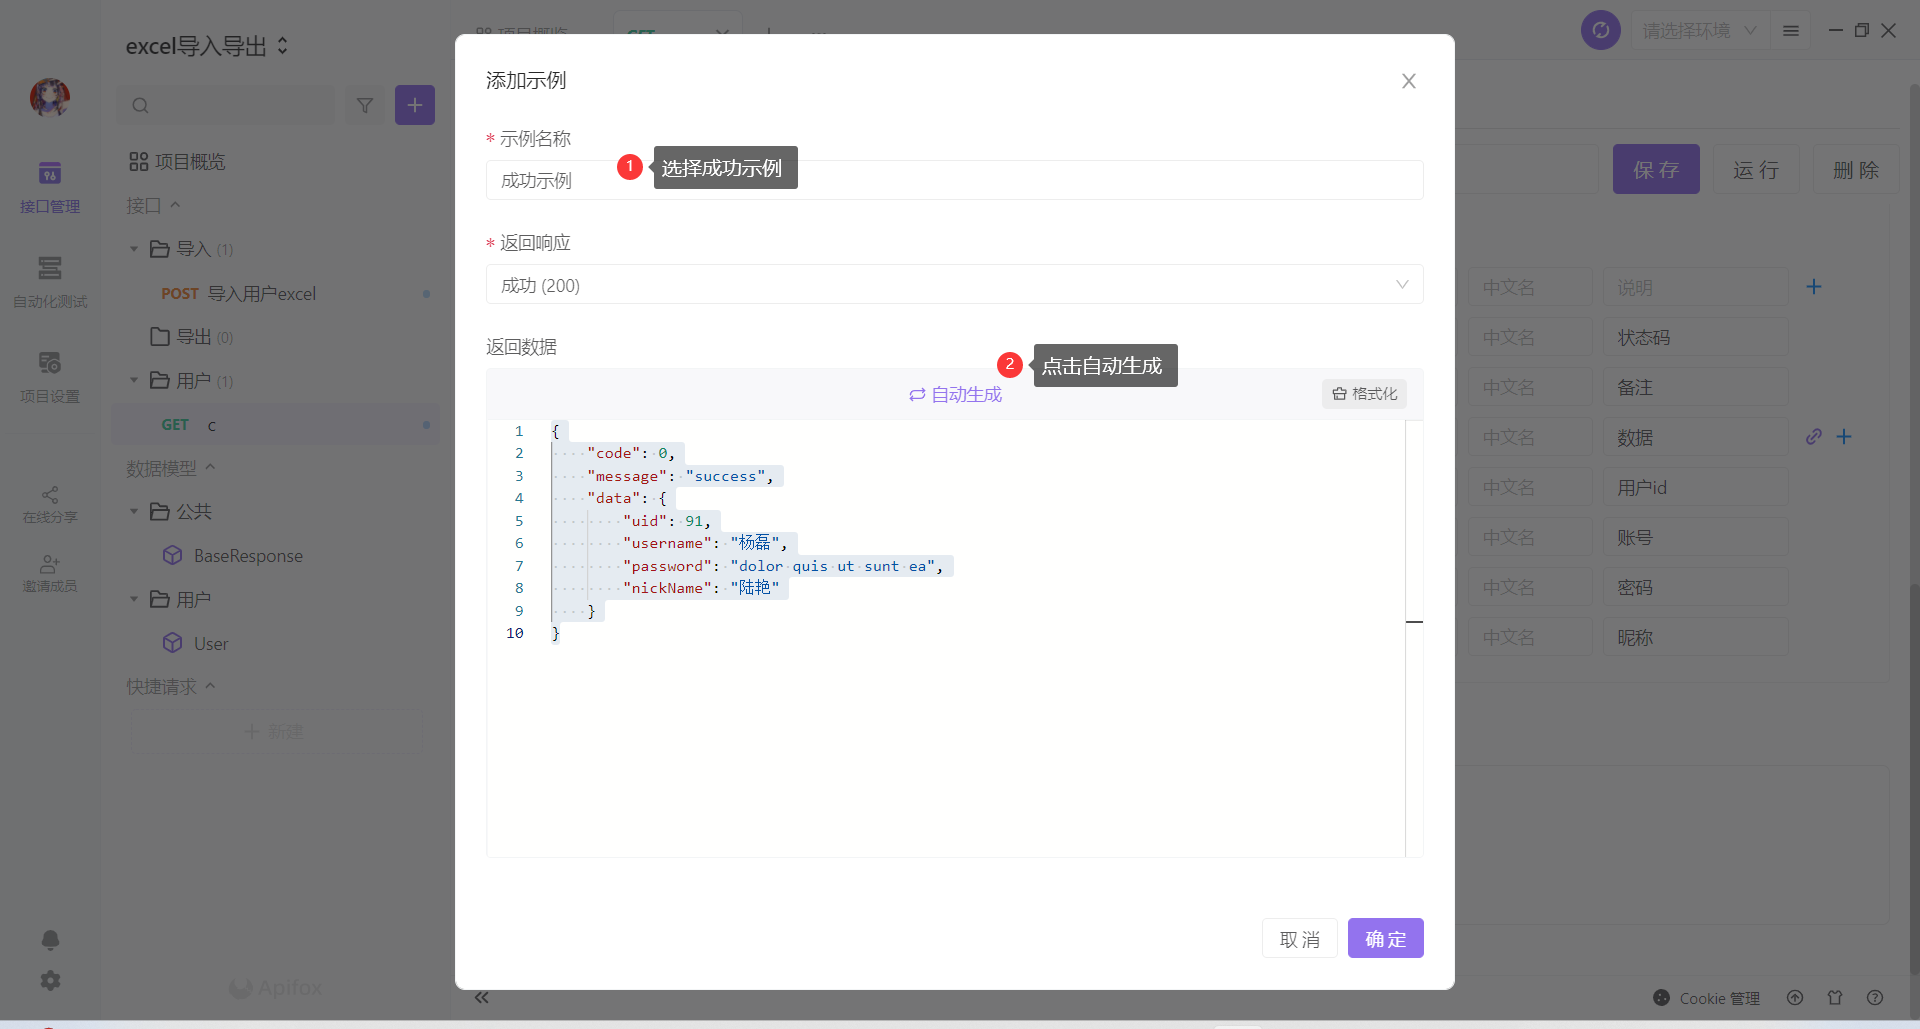 excel导入导出
项目概览
GET
请选择环境
项目概览
接口管理
接口
自动化测试
导入 (1)
POST 导入用户excel
导出 (0)
项目设置
用户 (1)
GET c
数据模型
公共
在线分享
BaseResponse
邀请成员
用户
User
快捷请求
+ 新建
Apifox
添加示例
* 示例名称
成功示例
1 选择成功示例
* 返回响应
成功 (200)
返回数据
2 点击自动生成
自动生成
格式化
1 {
2 "code": 0,
3 "message": "success",
4 "data": {
5 "uid": 91,
6 "username": "杨磊",
7 "password": "dolor quis ut sunt ea",
8 "nickName": "陆艳"
9 }
10 }
取消 确定
保存 运行 删除
中文名 说明
中文名 状态码
中文名 备注
中文名 数据
中文名 用户id
中文名 账号
中文名 密码
中文名 昵称
Cookie 管理